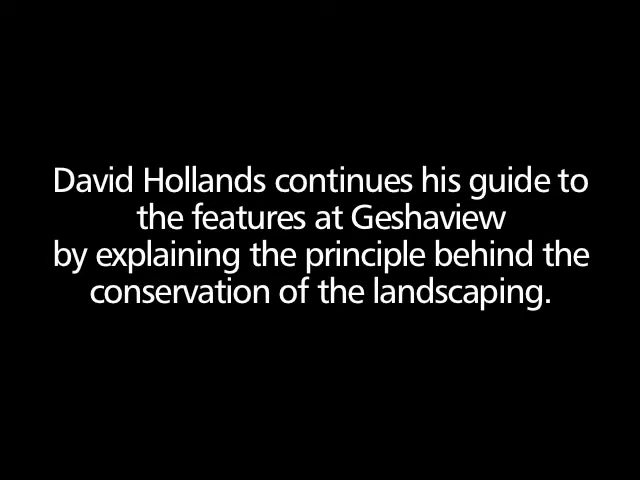 David Hollands continues his guide to
the features at Geshaview
by explaining the principle behind the
conservation of the landscaping.